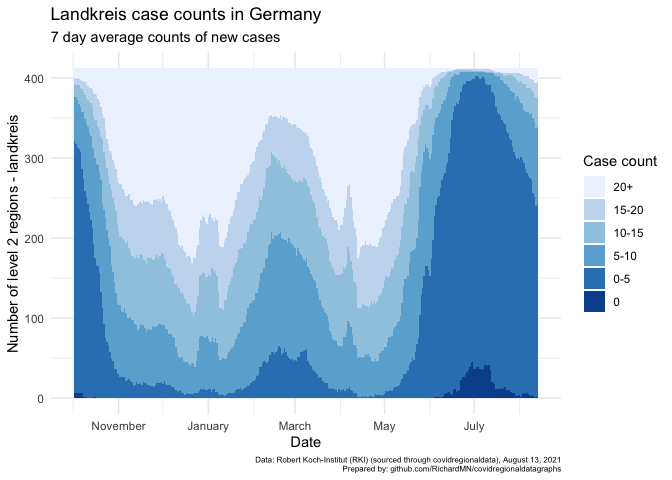 Landkreis case counts in Germany
7 day average counts of new cases
Number of level 2 regions - landkreis
400
300
200
100
0
November
January
March
May
July
Date
Case count
20+
15-20
10-15
5-10
0-5
0
Data: Robert Koch-Institut (RKI) (sourced through covidregionaldata), August 13, 2021
Prepared by: github.com/RichardMN/covidregionaldatagraphs